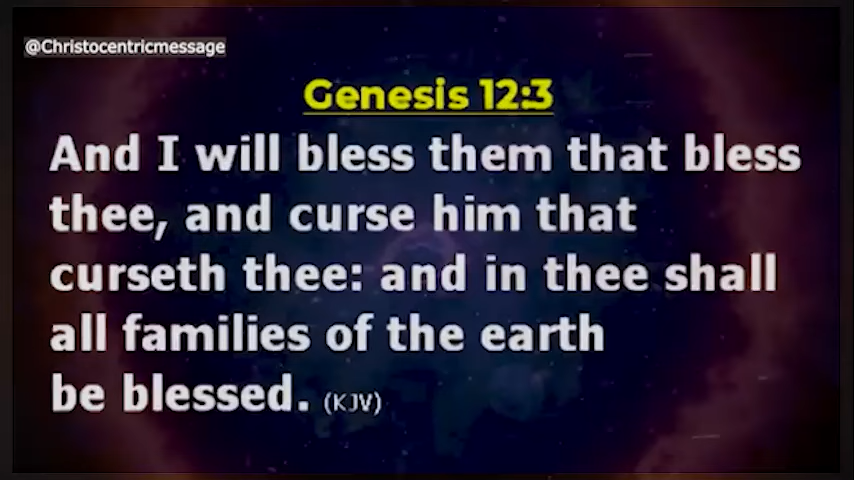 @Christocentricmessage
Genesis 12:3
And I will bless them that bless
thee, and curse him that
curseth thee: and in thee shall
all families of the earth
be blessed. (KJV)